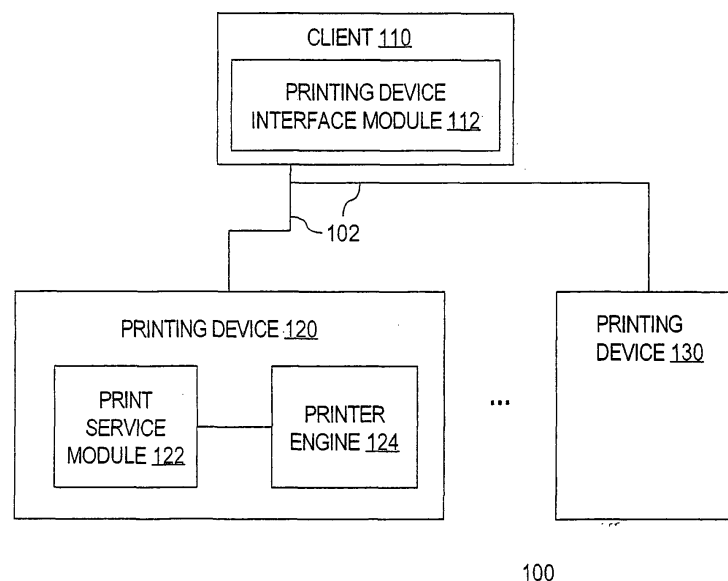 CLIENT 110
PRINTING DEVICE
INTERFACE MODULE 112
102
PRINTING DEVICE 120
PRINT
SERVICE
MODULE 122
PRINTER
ENGINE 124
...
PRINTING
DEVICE 130
100